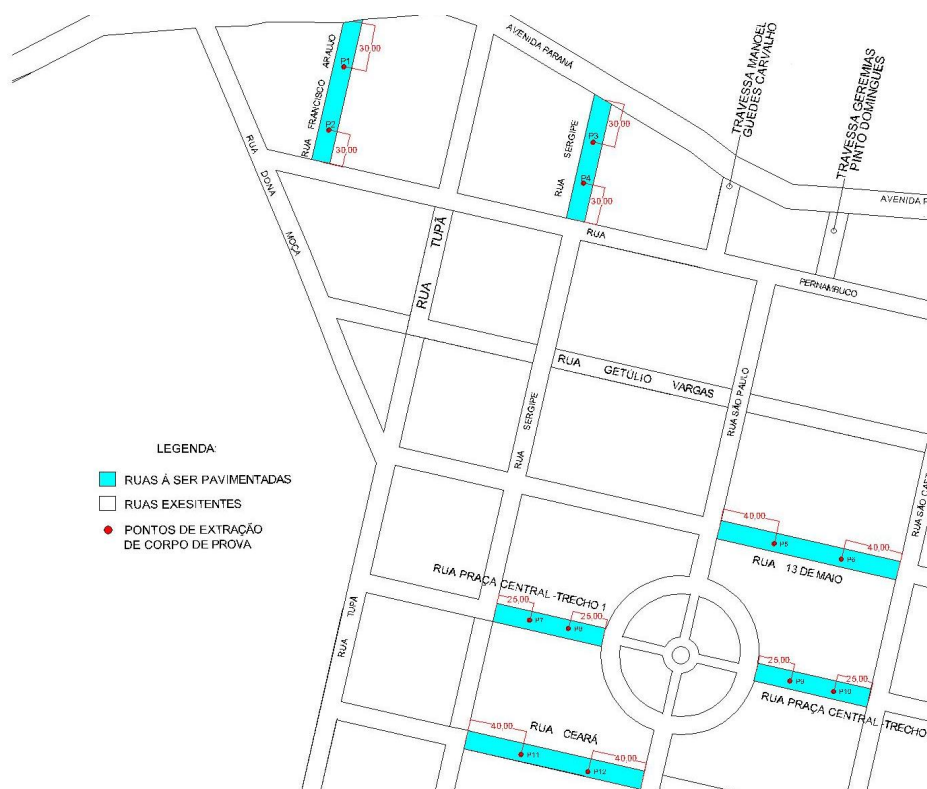 AVENIDA PARANÁ
TRAVESSA MANOEL
GUEDES CARVALHO
TRAVESSA GEREMIAS
PINTO DOMINGUES
RUA FRANCISCO ARAUJO
30,00
P1
P2
30,00
RUA SERGIPE
30,00
P3
P4
30,00
AVENIDA P
RUA DONA MOÇA
RUA PERNAMBUCO
RUA TUPÃ
RUA GETÚLIO VARGAS
RUA SÃO PAULO
RUA SERGIPE
LEGENDA:
RUAS À SER PAVIMENTADAS
RUAS EXESITENTES
PONTOS DE EXTRAÇÃO
DE CORPO DE PROVA
RUA SÃO CAET
40,00
P5
P6
40,00
RUA 13 DE MAIO
RUA PRAÇA CENTRAL -TRECHO 1
25,00
P7
25,00
RUA TUPÃ
25,00
P9
25,00
P10
RUA PRAÇA CENTRAL -TRECHO
RUA CEARÁ
40,00
P11
40,00
P12